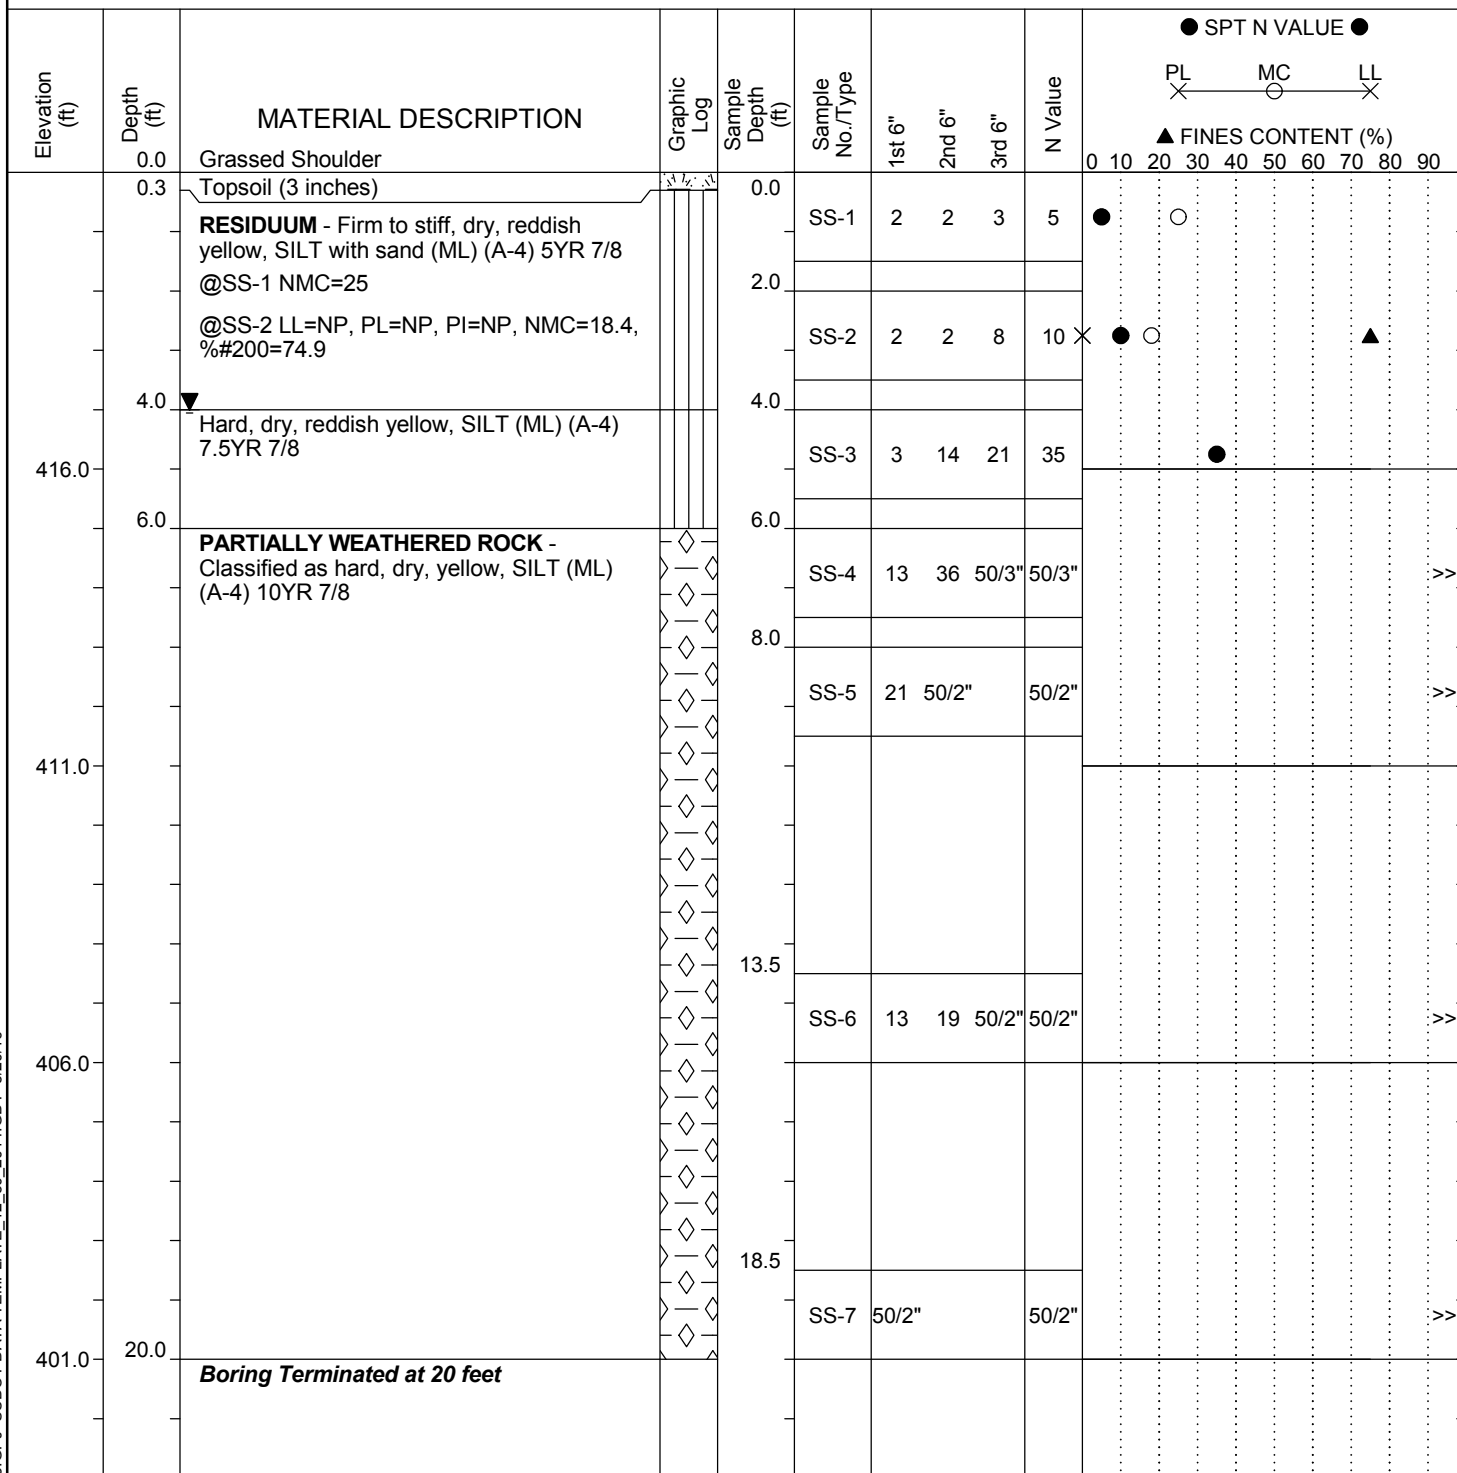 ● SPT N VALUE ●
PL MC LL
▲ FINES CONTENT (%)
0 10 20 30 40 50 60 70 80 90
Elevation (ft)
Depth (ft)
MATERIAL DESCRIPTION
Graphic Log
Sample Depth (ft)
Sample No./Type
1st 6"
2nd 6"
3rd 6"
N Value
0.0 Grassed Shoulder
0.3 Topsoil (3 inches) 0.0
RESIDUUM - Firm to stiff, dry, reddish
yellow, SILT with sand (ML) (A-4) 5YR 7/8
SS-1 2 2 3 5
@SS-1 NMC=25
2.0
@SS-2 LL=NP, PL=NP, PI=NP, NMC=18.4,
%#200=74.9
SS-2 2 2 8 10
4.0 4.0
Hard, dry, reddish yellow, SILT (ML) (A-4)
7.5YR 7/8
SS-3 3 14 21 35
416.0
6.0 6.0
PARTIALLY WEATHERED ROCK -
Classified as hard, dry, yellow, SILT (ML)
(A-4) 10YR 7/8
SS-4 13 36 50/3" 50/3" >>
8.0
SS-5 21 50/2" 50/2" >>
411.0
13.5
SS-6 13 19 50/2" 50/2" >>
406.0
18.5
SS-7 50/2" 50/2" >>
401.0 20.0
Boring Terminated at 20 feet